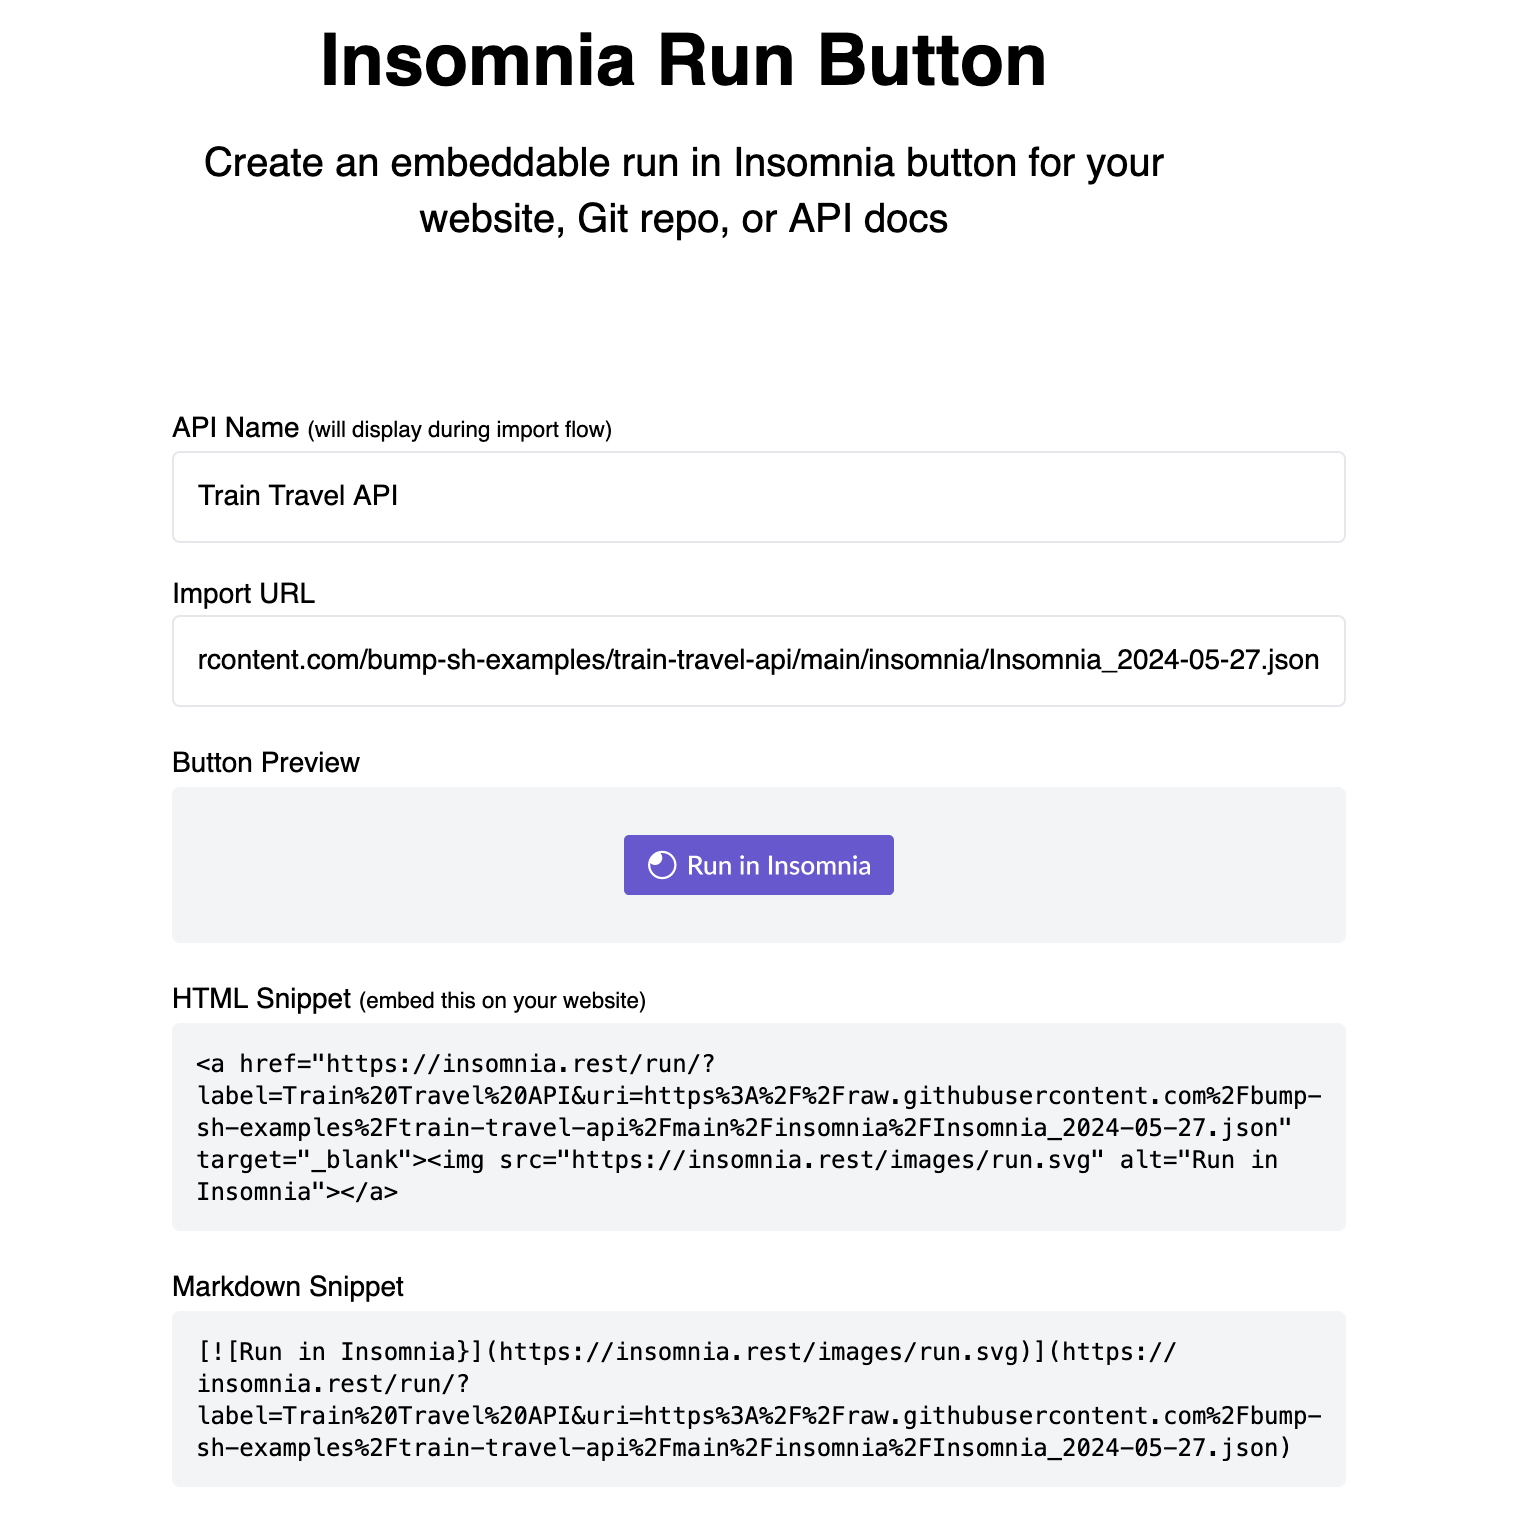 Insomnia Run Button
Create an embeddable run in Insomnia button for your
website, Git repo, or API docs
API Name (will display during import flow)
Train Travel API
Import URL
rcontent.com/bump-sh-examples/train-travel-api/main/insomnia/Insomnia_2024-05-27.json
Button Preview
Run in Insomnia
HTML Snippet (embed this on your website)
<a href="https://insomnia.rest/run/?
label=Train%20Travel%20API&uri=https%3A%2F%2Fraw.githubusercontent.com%2Fbump-
sh-examples%2Ftrain-travel-api%2Fmain%2Finsomnia%2FInsomnia_2024-05-27.json"
target="_blank"><img src="https://insomnia.rest/images/run.svg" alt="Run in
Insomnia"></a>
Markdown Snippet
[![Run in Insomnia}](https://insomnia.rest/images/run.svg)](https://
insomnia.rest/run/?
label=Train%20Travel%20API&uri=https%3A%2F%2Fraw.githubusercontent.com%2Fbump-
sh-examples%2Ftrain-travel-api%2Fmain%2Finsomnia%2FInsomnia_2024-05-27.json)